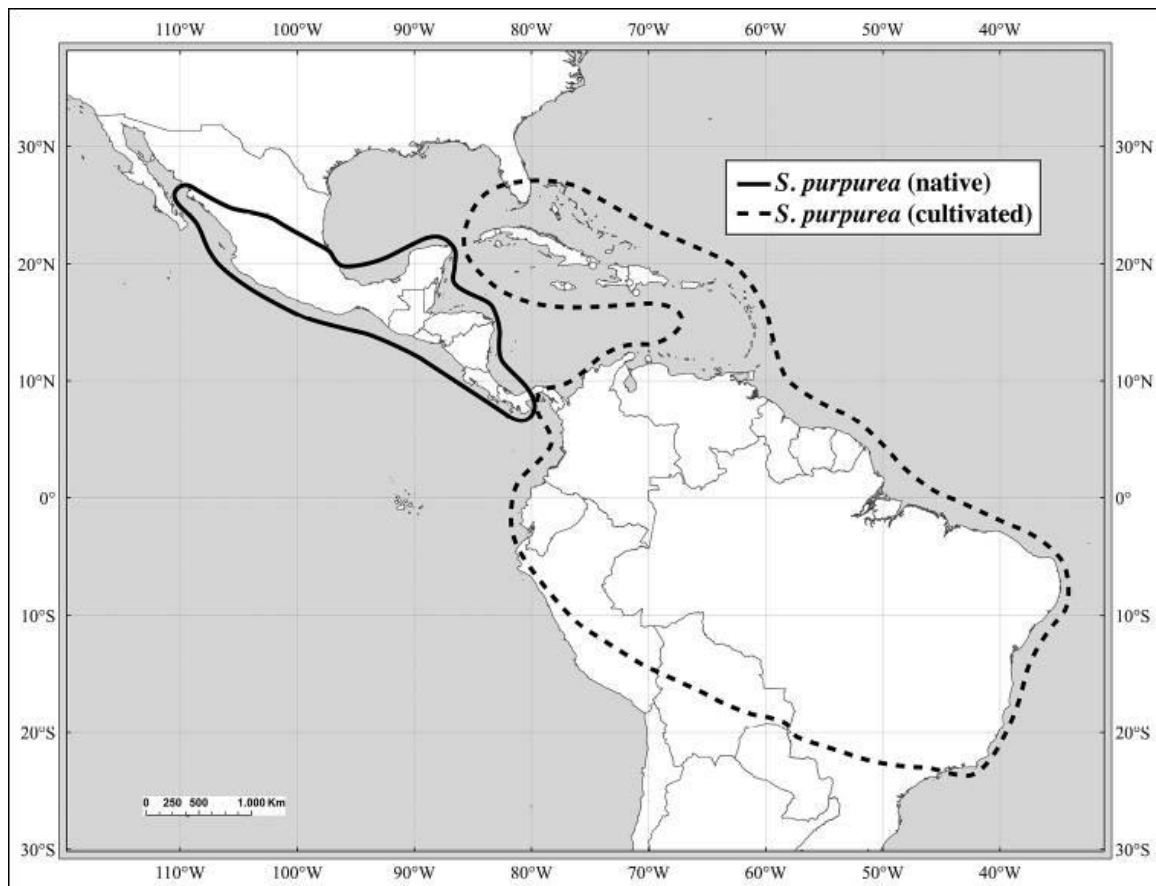 110°W 100°W 90°W 80°W 70°W 60°W 50°W 40°W
30°N 30°N
S. purpurea (native)
S. purpurea (cultivated)
20°N 20°N
10°N 10°N
0° 0°
10°S 10°S
20°S 20°S
0 250 500 1.000 Km
30°S 30°S
110°W 100°W 90°W 80°W 70°W 60°W 50°W 40°W